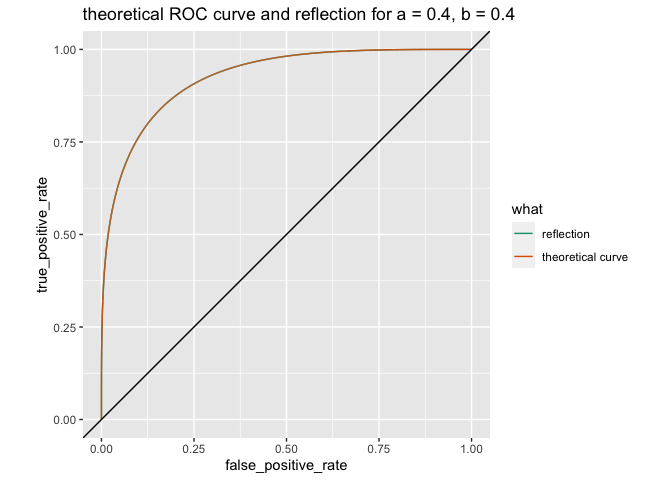 theoretical ROC curve and reflection for a = 0.4, b = 0.4
1.00
0.75
0.50
0.25
0.00
true_positive_rate
0.00 0.25 0.50 0.75 1.00
false_positive_rate
what
reflection
theoretical curve